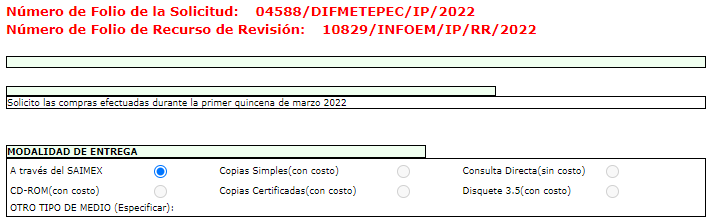 Número de Folio de la Solicitud: 04588/DIFMETEPEC/IP/2022
Número de Folio de Recurso de Revisión: 10829/INFOEM/IP/RR/2022
Solicito las compras efectuadas durante la primer quincena de marzo 2022
MODALIDAD DE ENTREGA
A través del SAIMEX Copias Simples(con costo) Consulta Directa(sin costo)
CD-ROM(con costo) Copias Certificadas(con costo) Disquete 3.5(con costo)
OTRO TIPO DE MEDIO (Especificar):